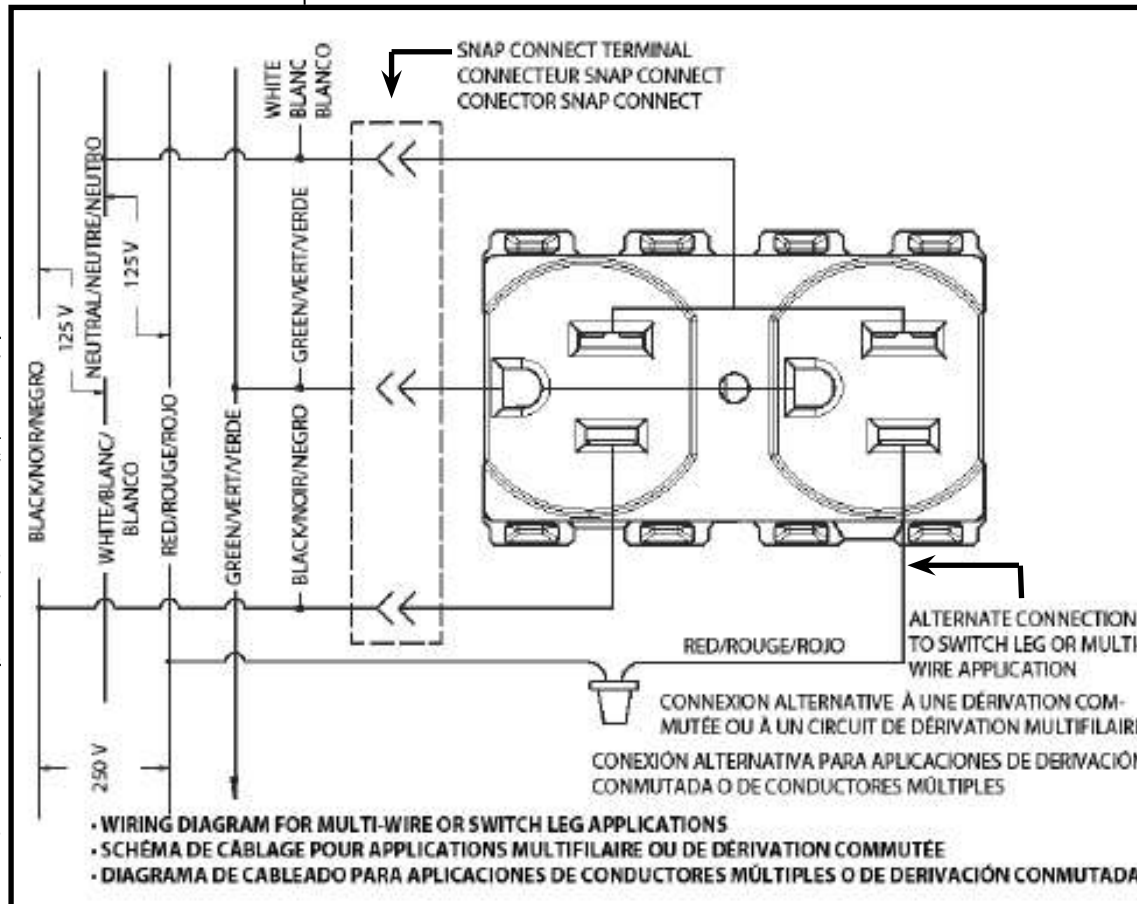 SNAP CONNECT TERMINAL
CONNECTEUR SNAP CONNECT
CONECTOR SNAP CONNECT
WHITE
BLANC
BLANCO
NEUTRAL/NEUTRE/NEUTRO
125 V
125 V
GREEN/VERT/VERDE
BLACK/NOIR/NEGRO
WHITE/BLANC/
BLANCO
RED/ROUGE/ROJO
GREEN/VERT/VERDE
BLACK/NOIR/NEGRO
250 V
RED/ROUGE/ROJO
ALTERNATE CONNECTION
TO SWITCH LEG OR MULTI-
WIRE APPLICATION
CONNEXION ALTERNATIVE À UNE DÉRIVATION COM-
MUTÉE OU À UN CIRCUIT DE DÉRIVATION MULTIFILAIRE
CONEXIÓN ALTERNATIVA PARA APLICACIONES DE DERIVACIÓN
CONMUTADA O DE CONDUCTORES MÚLTIPLES
• WIRING DIAGRAM FOR MULTI-WIRE OR SWITCH LEG APPLICATIONS
• SCHÉMA DE CÂBLAGE POUR APPLICATIONS MULTIFILAIRE OU DE DÉRIVATION COMMUTÉE
• DIAGRAMA DE CABLEADO PARA APLICACIONES DE CONDUCTORES MÚLTIPLES O DE DERIVACIÓN CONMUTADA